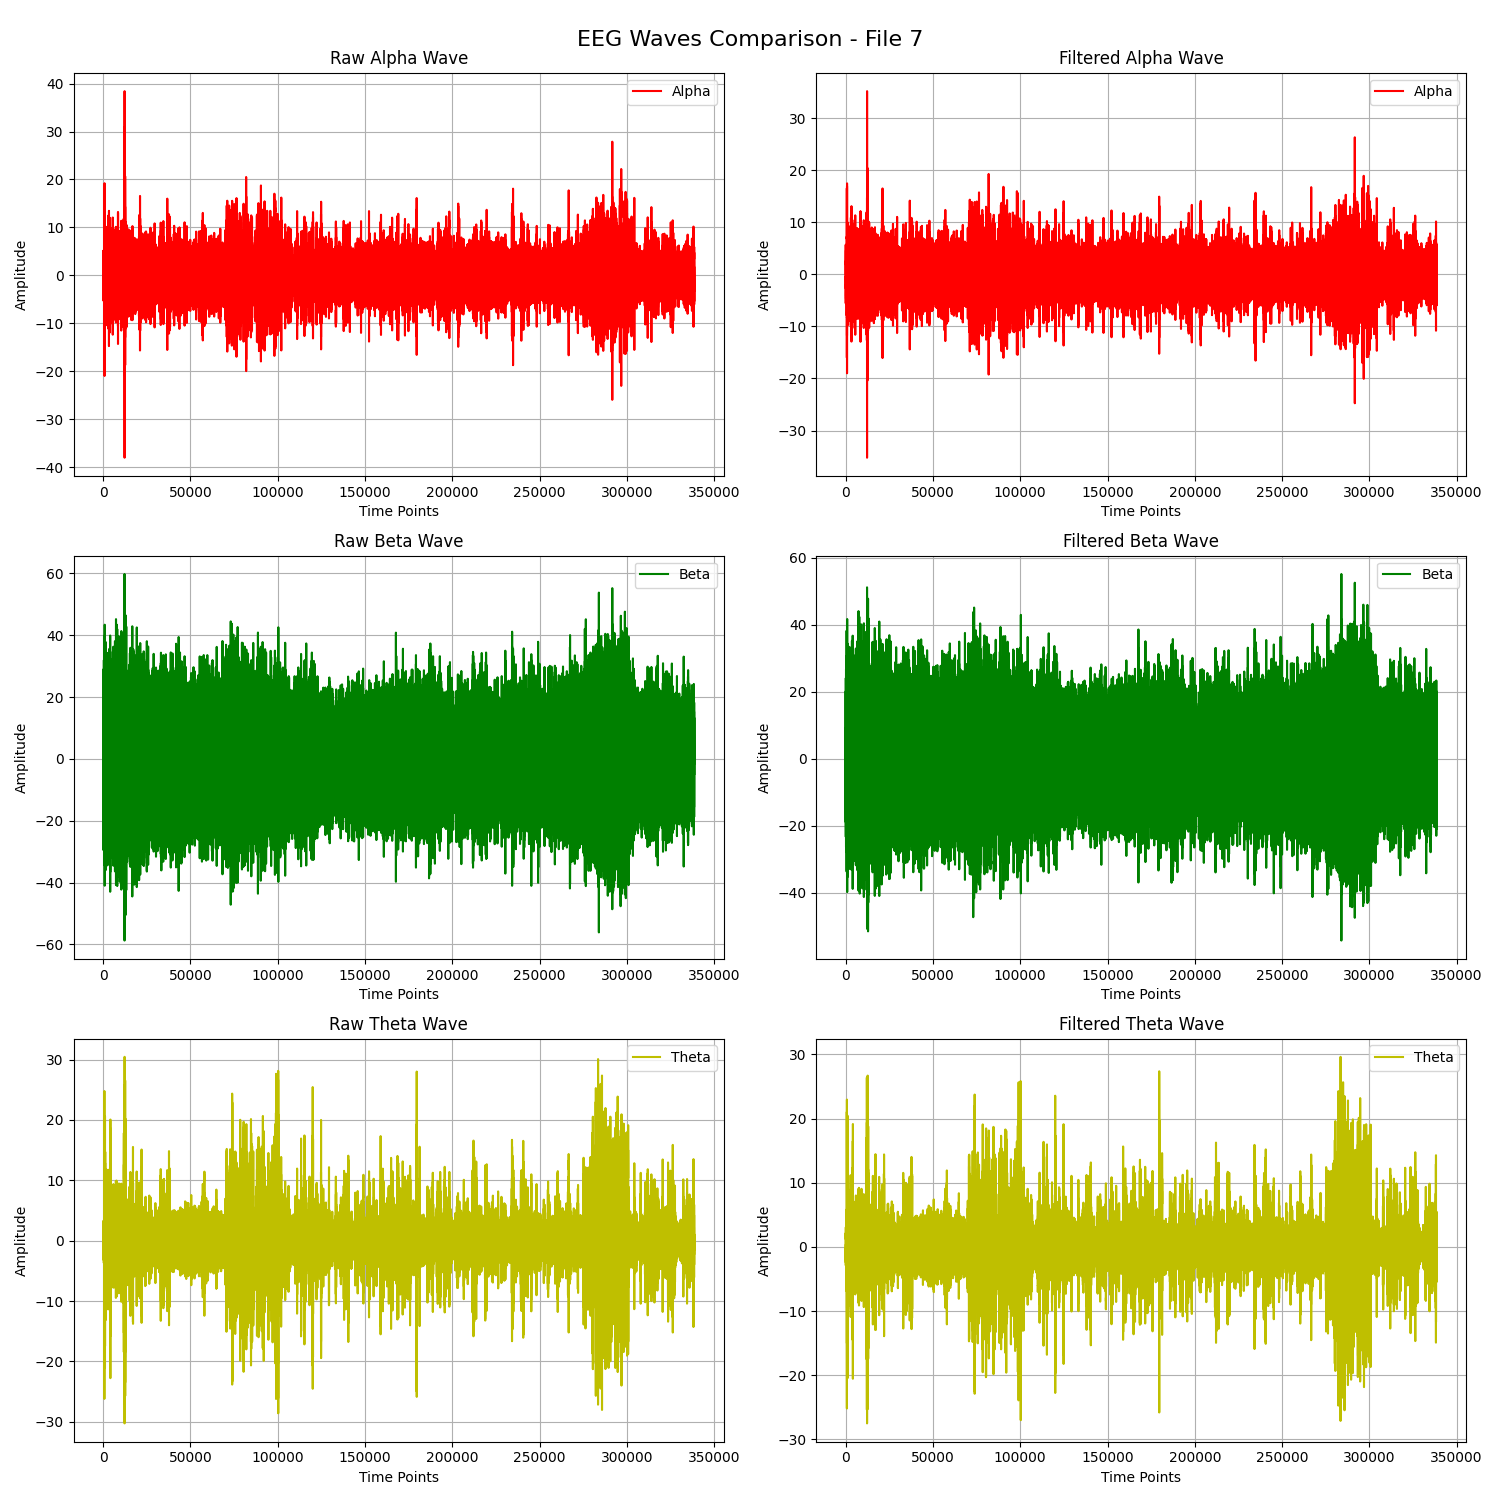 EEG Waves Comparison - File 7
Raw Alpha Wave
Alpha
Amplitude
40
30
20
10
0
−10
−20
−30
−40
0 50000 100000 150000 200000 250000 300000 350000
Time Points
Filtered Alpha Wave
Alpha
Amplitude
30
20
10
0
−10
−20
−30
0 50000 100000 150000 200000 250000 300000 350000
Time Points
Raw Beta Wave
Beta
Amplitude
60
40
20
0
−20
−40
−60
0 50000 100000 150000 200000 250000 300000 350000
Time Points
Filtered Beta Wave
Beta
Amplitude
60
40
20
0
−20
−40
0 50000 100000 150000 200000 250000 300000 350000
Time Points
Raw Theta Wave
Theta
Amplitude
30
20
10
0
−10
−20
−30
0 50000 100000 150000 200000 250000 300000 350000
Time Points
Filtered Theta Wave
Theta
Amplitude
30
20
10
0
−10
−20
−30
0 50000 100000 150000 200000 250000 300000 350000
Time Points